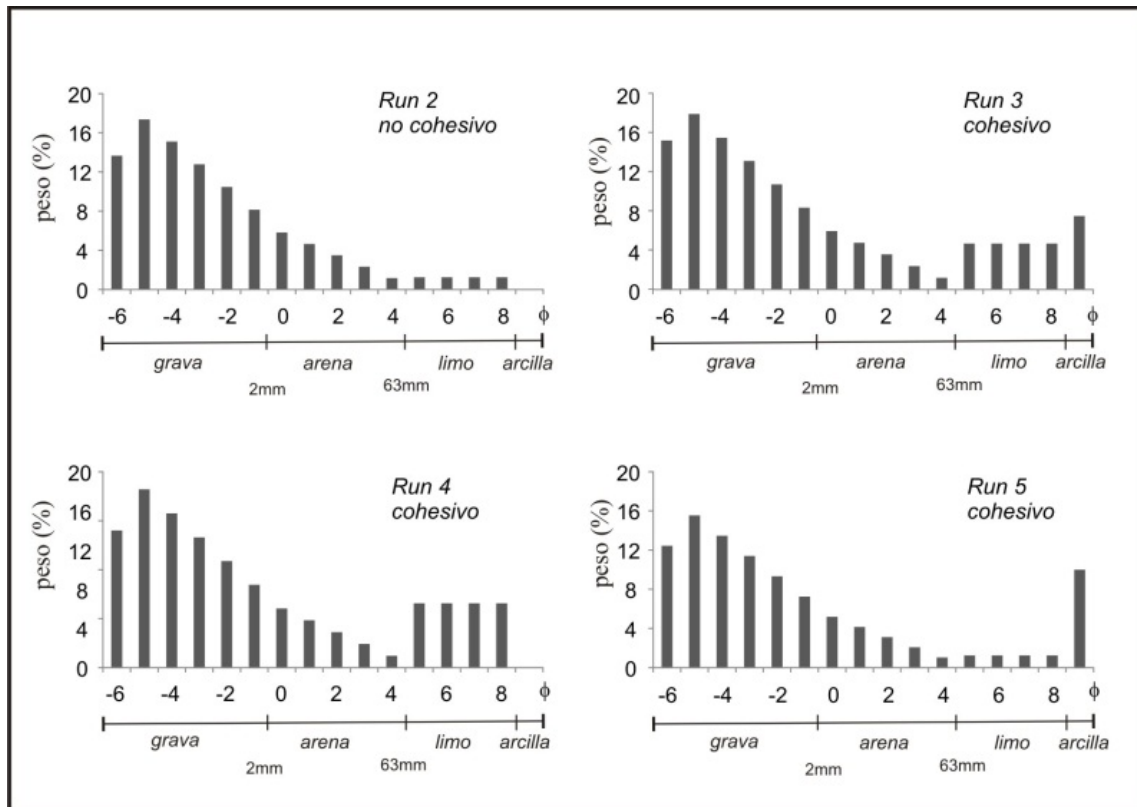 Run 2
no cohesivo
peso (%)
20
16
12
8
4
0
-6 -4 -2 0 2 4 6 8 ϕ
grava arena limo arcilla
2mm 63mm
Run 3
cohesivo
peso (%)
20
16
12
8
4
0
-6 -4 -2 0 2 4 6 8 ϕ
grava arena limo arcilla
2mm 63mm
Run 4
cohesivo
peso (%)
20
16
12
8
4
0
-6 -4 -2 0 2 4 6 8 ϕ
grava arena limo arcilla
2mm 63mm
Run 5
cohesivo
peso (%)
20
16
12
8
4
0
-6 -4 -2 0 2 4 6 8 ϕ
grava arena limo arcilla
2mm 63mm